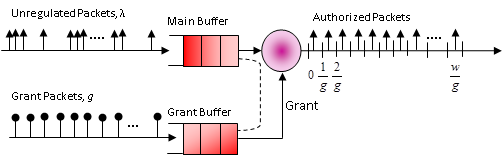 Unregulated Packets, λ
Main Buffer
Authorized Packets
....
....
0 1/g 2/g w/g
Grant Packets, g
Grant Buffer
Grant
...